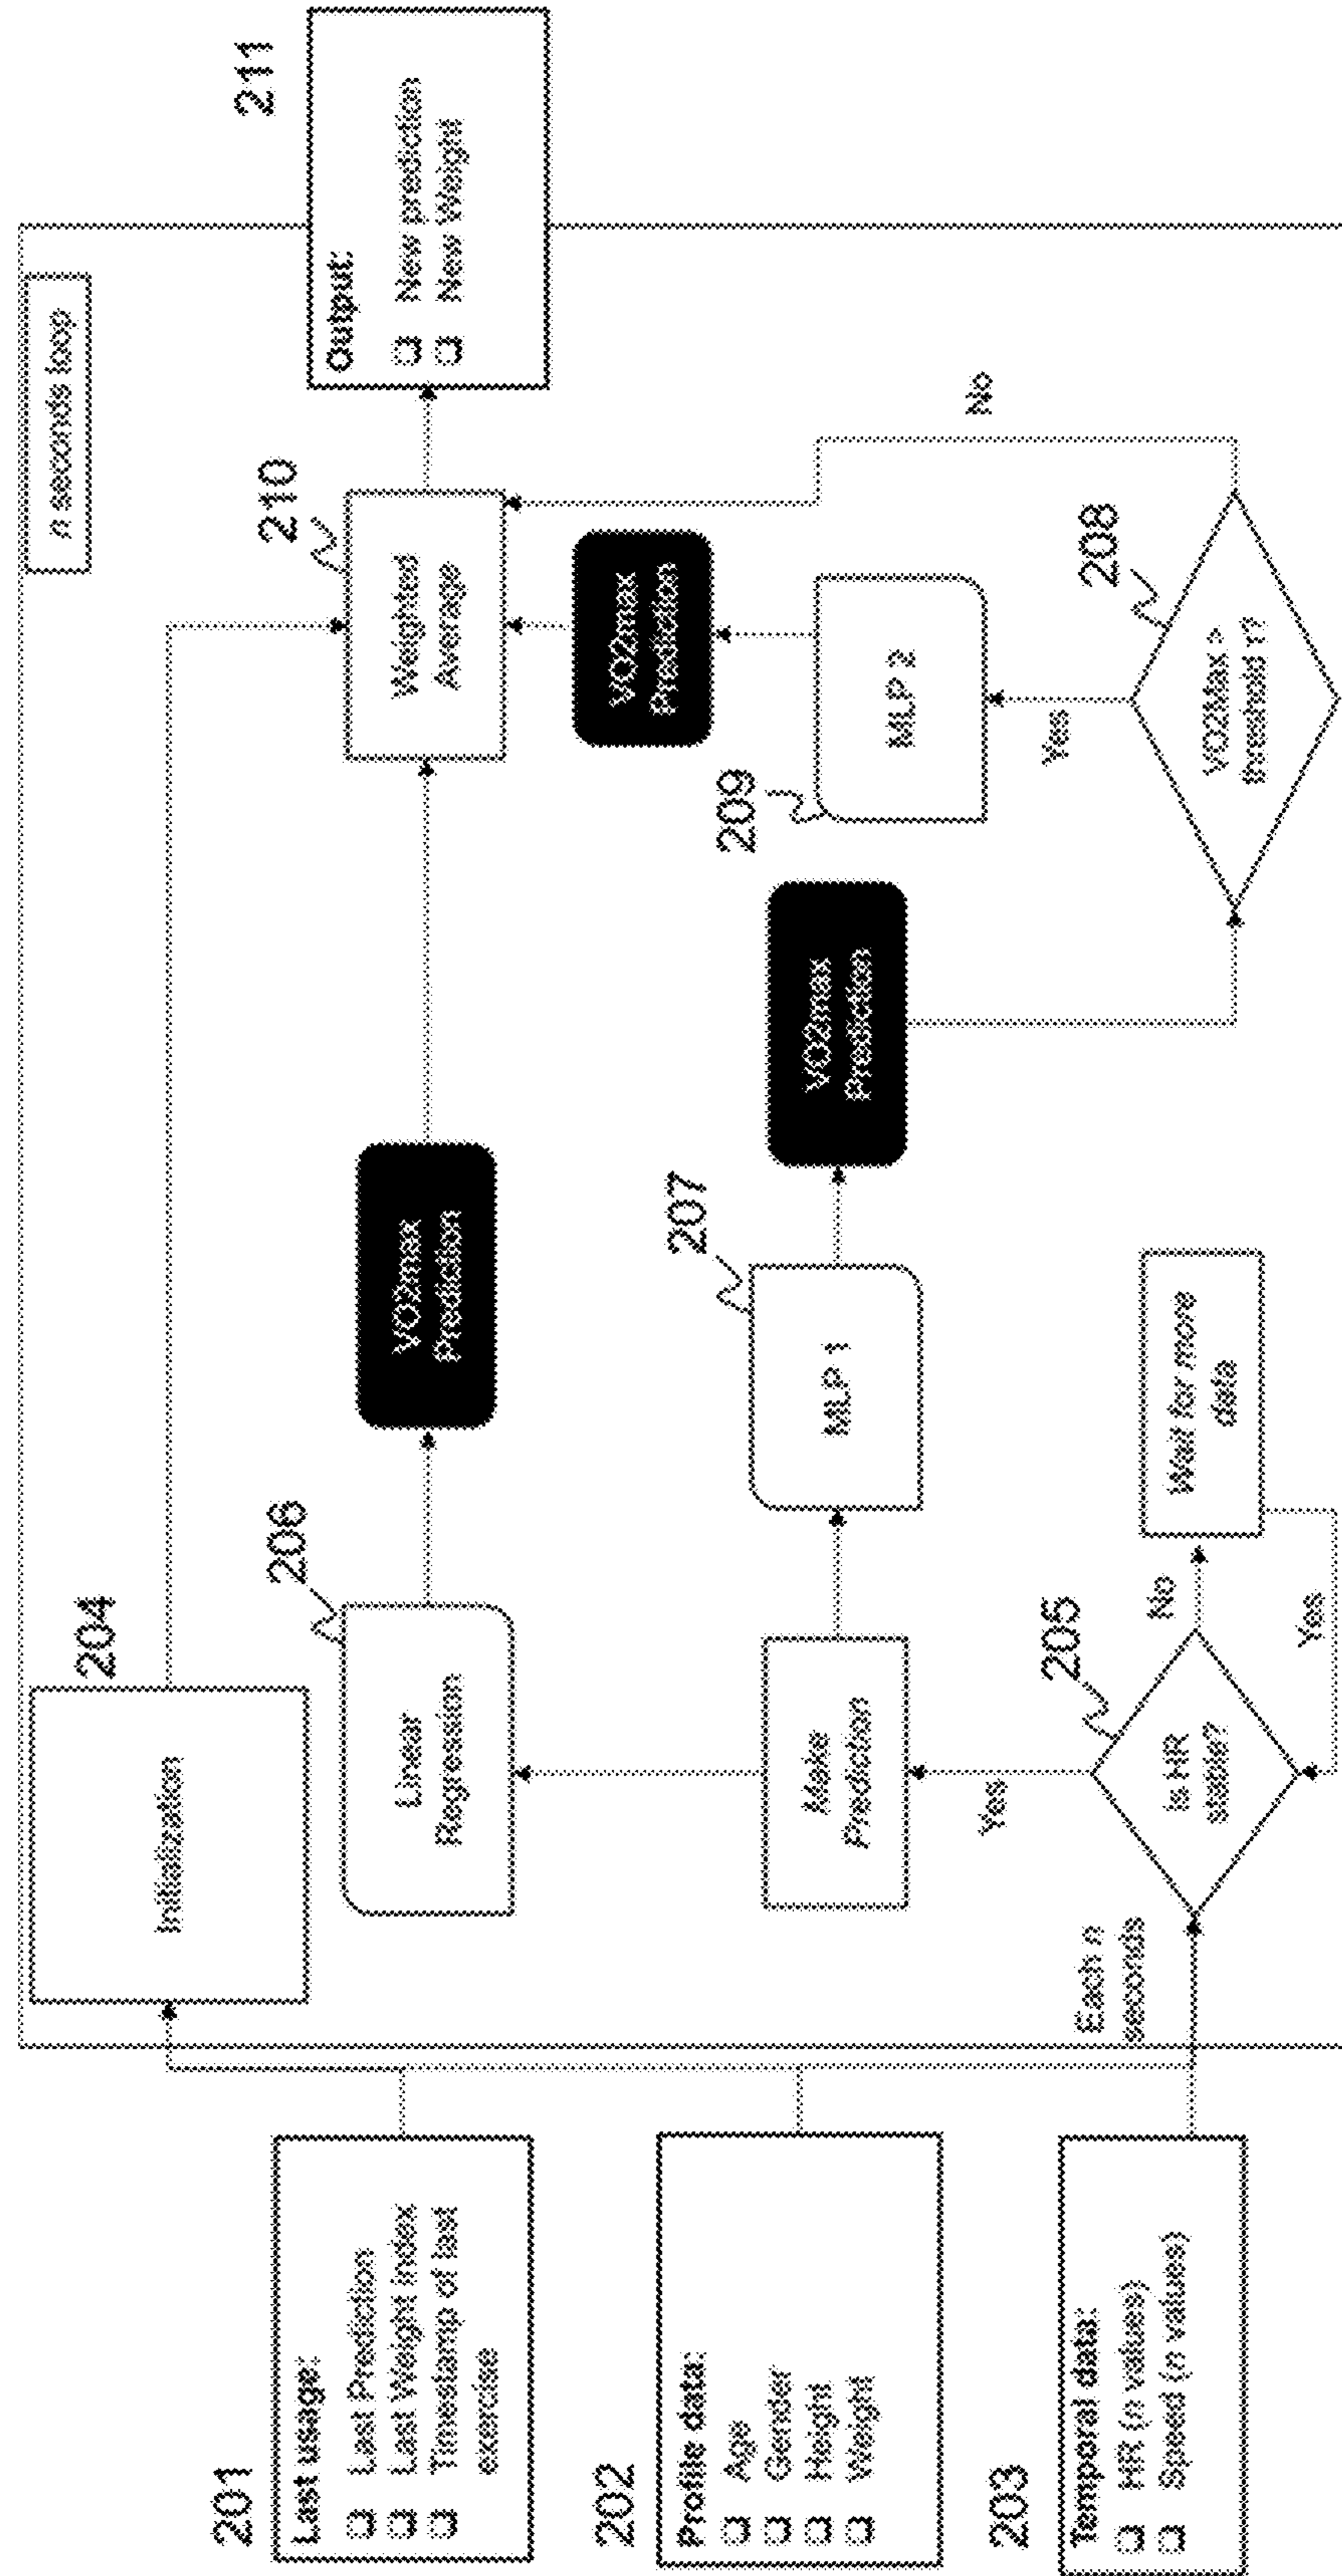 201
Last usage:
Last Prediction
Last Weight index
Timestamp of last
exercise
202
Profile data:
Age
Gender
Height
Weight
203
Temporal data:
HR (n values)
Speed (n values)
n seconds loop
204
Initialization
Each n
seconds
205
Is HR
stable?
No
Wait for more
data
Yes
Yes
Make
Prediction
206
Linear
Regression
VO2max
Prediction
207
MLP 1
VO2max
Prediction
208
VO2Max >
threshold T?
Yes
No
209
MLP 2
VO2max
Prediction
210
Weighted
Average
211
Output:
New prediction
New Weight